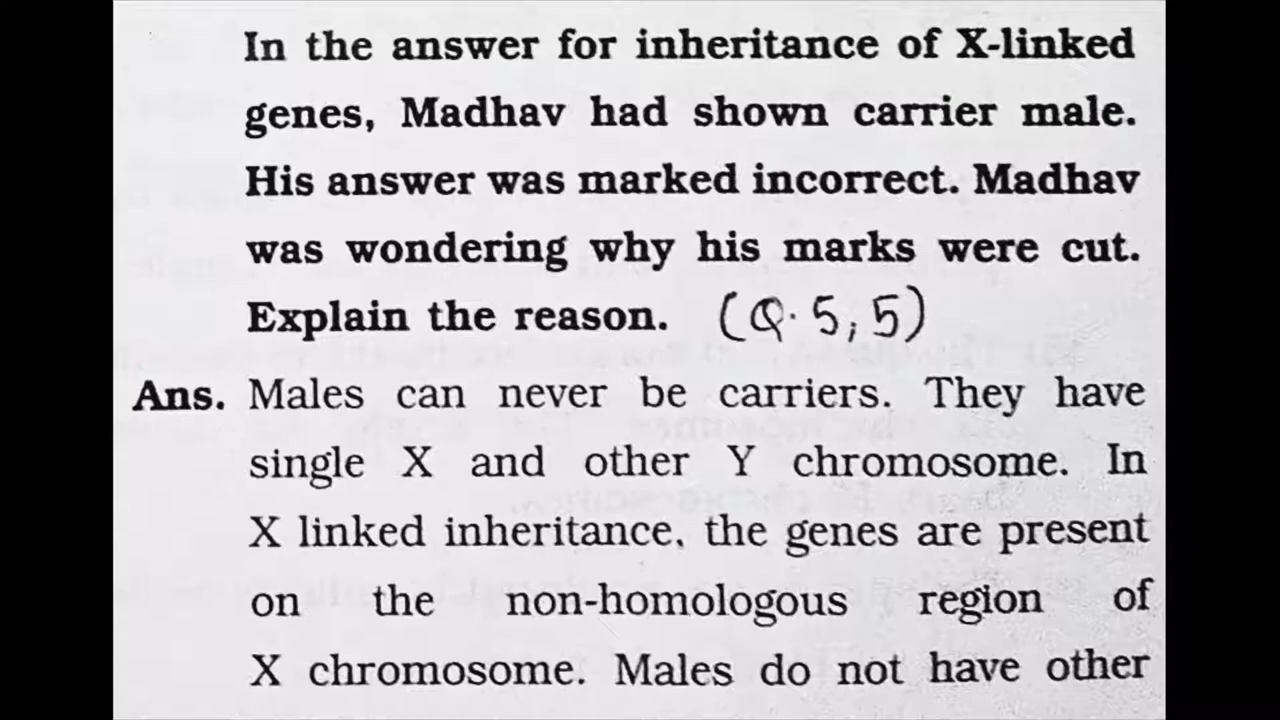 In the answer for inheritance of X-linked
genes, Madhav had shown carrier male.
His answer was marked incorrect. Madhav
was wondering why his marks were cut.
Explain the reason. (Q. 5, 5)
Ans. Males can never be carriers. They have
single X and other Y chromosome. In
X linked inheritance, the genes are present
on the non-homologous region of
X chromosome. Males do not have other